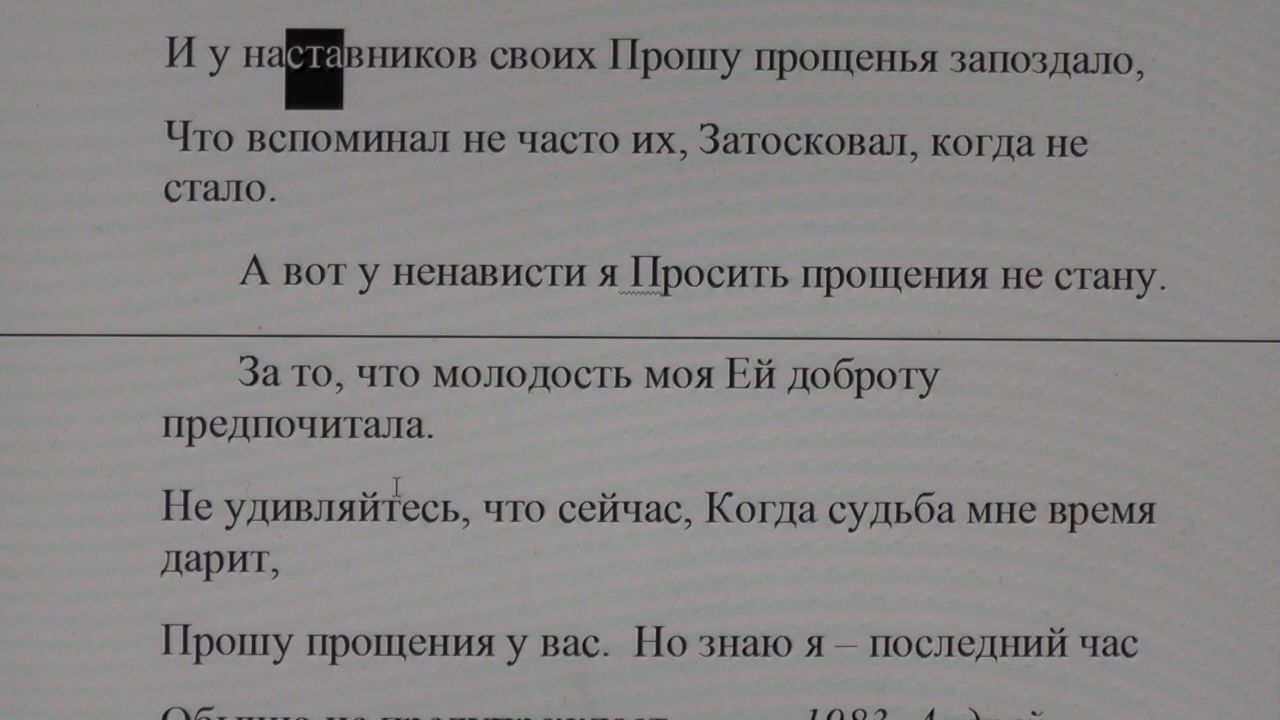 И у наставников своих Прошу прощенья запоздало,
Что вспоминал не часто их, Затосковал, когда не
стало.
А вот у ненависти я Просить прощения не стану.
За то, что молодость моя Ей доброту
предпочитала.
Не удивляйтесь, что сейчас, Когда судьба мне время
дарит,
Прошу прощения у вас. Но знаю я – последний час